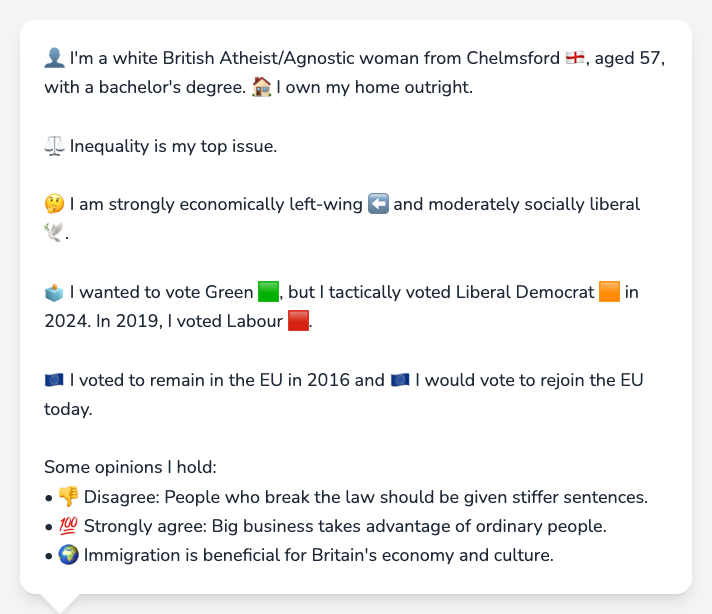 👤 I'm a white British Atheist/Agnostic woman from Chelmsford 🏴󠁧󠁢󠁥󠁮󠁧󠁿, aged 57,
with a bachelor's degree. 🏠 I own my home outright.
⚖️ Inequality is my top issue.
🤔 I am strongly economically left-wing ⬅️ and moderately socially liberal
🕊️.
🗳️ I wanted to vote Green 🟩, but I tactically voted Liberal Democrat 🟧 in
2024. In 2019, I voted Labour 🟥.
🇪🇺 I voted to remain in the EU in 2016 and 🇪🇺 I would vote to rejoin the EU
today.
Some opinions I hold:
• 👎 Disagree: People who break the law should be given stiffer sentences.
• 💯 Strongly agree: Big business takes advantage of ordinary people.
• 🌍 Immigration is beneficial for Britain's economy and culture.